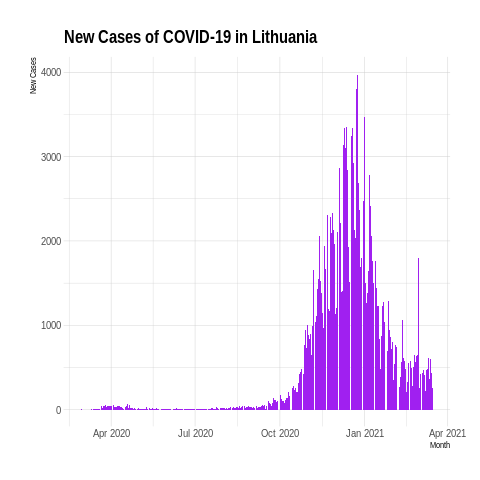 New Cases of COVID-19 in Lithuania
New Cases
4000
3000
2000
1000
0
Apr 2020 Jul 2020 Oct 2020 Jan 2021 Apr 2021
Month